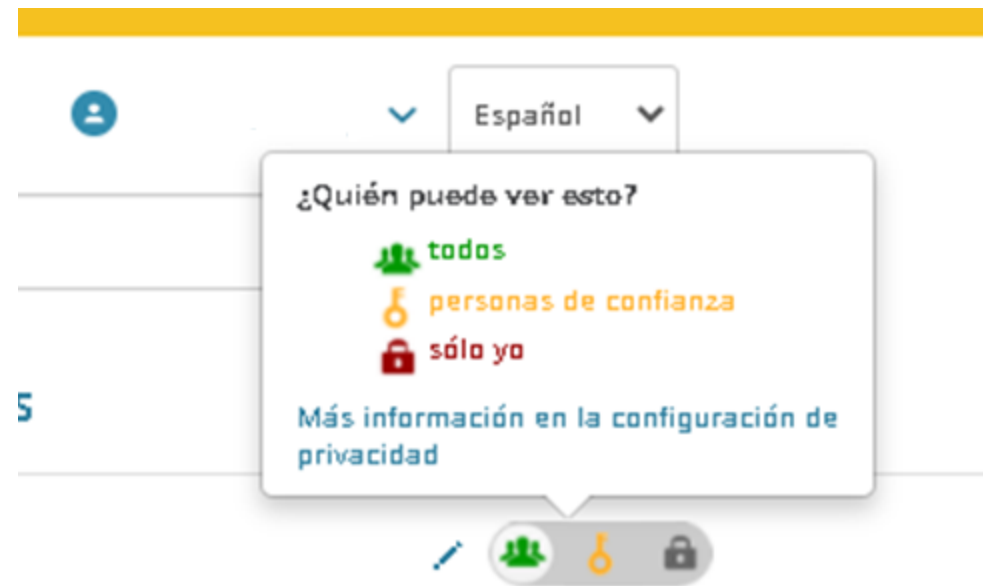 Español
¿Quién puede ver esto?
todos
personas de confianza
sólo yo
Más información en la configuración de
privacidad